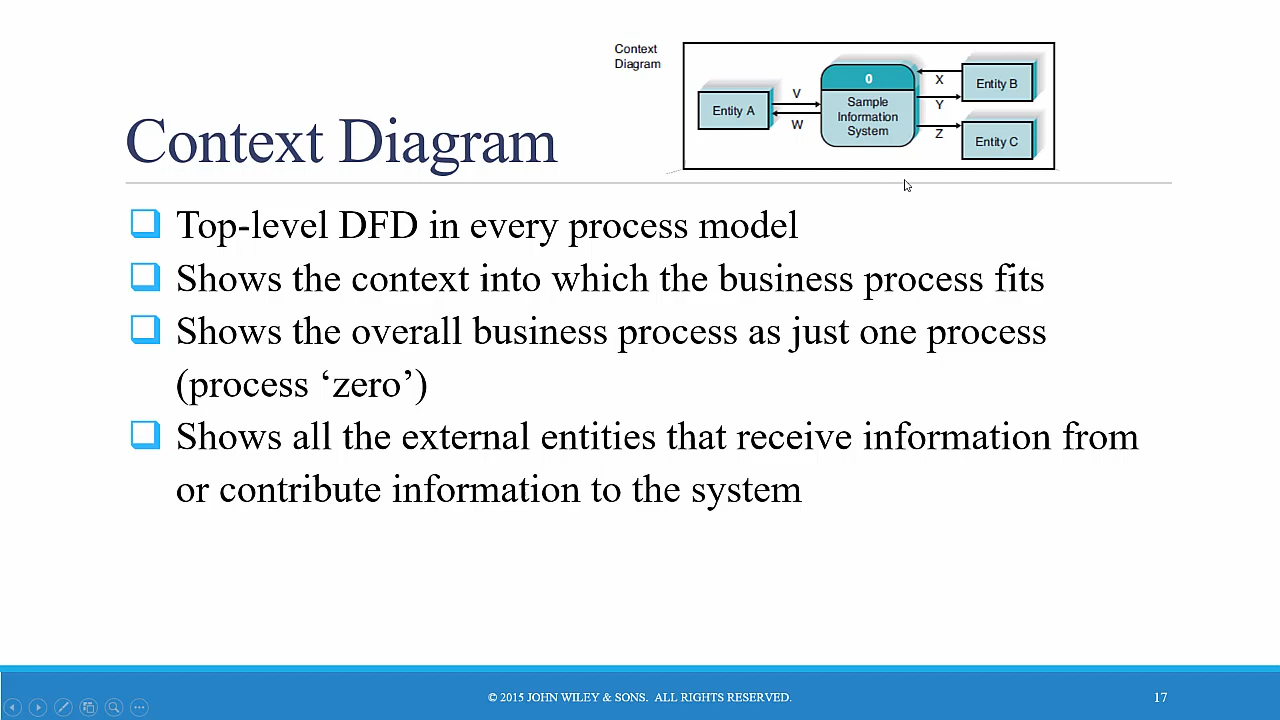 Context
Diagram
Context Diagram
Entity A
V
W
0
Sample
Information
System
X
Y
Z
Entity B
Entity C
Top-level DFD in every process model
Shows the context into which the business process fits
Shows the overall business process as just one process
(process ‘zero’)
Shows all the external entities that receive information from
or contribute information to the system
© 2015 JOHN WILEY & SONS. ALL RIGHTS RESERVED.
17